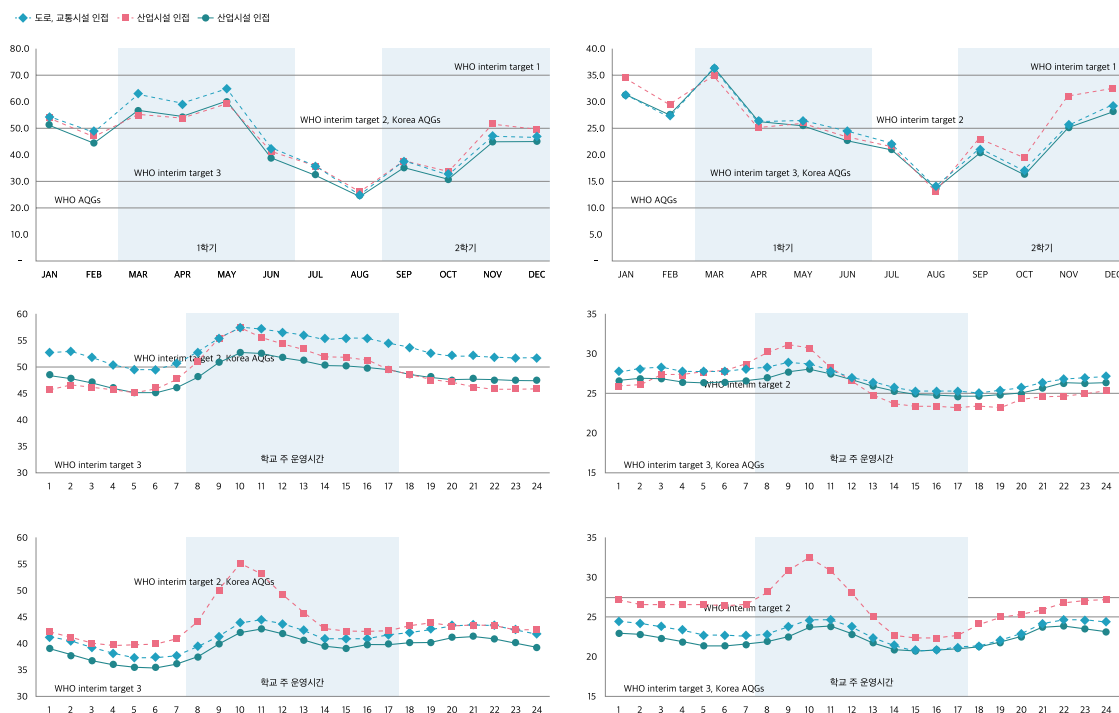 도로, 교통시설 인접 산업시설 인접 산업시설 인접
80.0
70.0
60.0
50.0
40.0
30.0
20.0
10.0
–
WHO interim target 1
WHO interim target 2, Korea AQGs
WHO interim target 3
WHO AQGs
1학기 2학기
JAN FEB MAR APR MAY JUN JUL AUG SEP OCT NOV DEC
40.0
35.0
30.0
25.0
20.0
15.0
10.0
5.0
–
WHO interim target 1
WHO interim target 2
WHO interim target 3, Korea AQGs
WHO AQGs
1학기 2학기
JAN FEB MAR APR MAY JUN JUL AUG SEP OCT NOV DEC
60
55
50
45
40
35
30
WHO interim target 2, Korea AQGs
학교 주 운영시간
WHO interim target 3
1 2 3 4 5 6 7 8 9 10 11 12 13 14 15 16 17 18 19 20 21 22 23 24
35
30
25
20
15
WHO interim target 2
학교 주 운영시간
WHO interim target 3, Korea AQGs
1 2 3 4 5 6 7 8 9 10 11 12 13 14 15 16 17 18 19 20 21 22 23 24
60
55
50
45
40
35
30
WHO interim target 2, Korea AQGs
학교 주 운영시간
WHO interim target 3
1 2 3 4 5 6 7 8 9 10 11 12 13 14 15 16 17 18 19 20 21 22 23 24
35
30
25
20
15
WHO interim target 2
학교 주 운영시간
WHO interim target 3, Korea AQGs
1 2 3 4 5 6 7 8 9 10 11 12 13 14 15 16 17 18 19 20 21 22 23 24